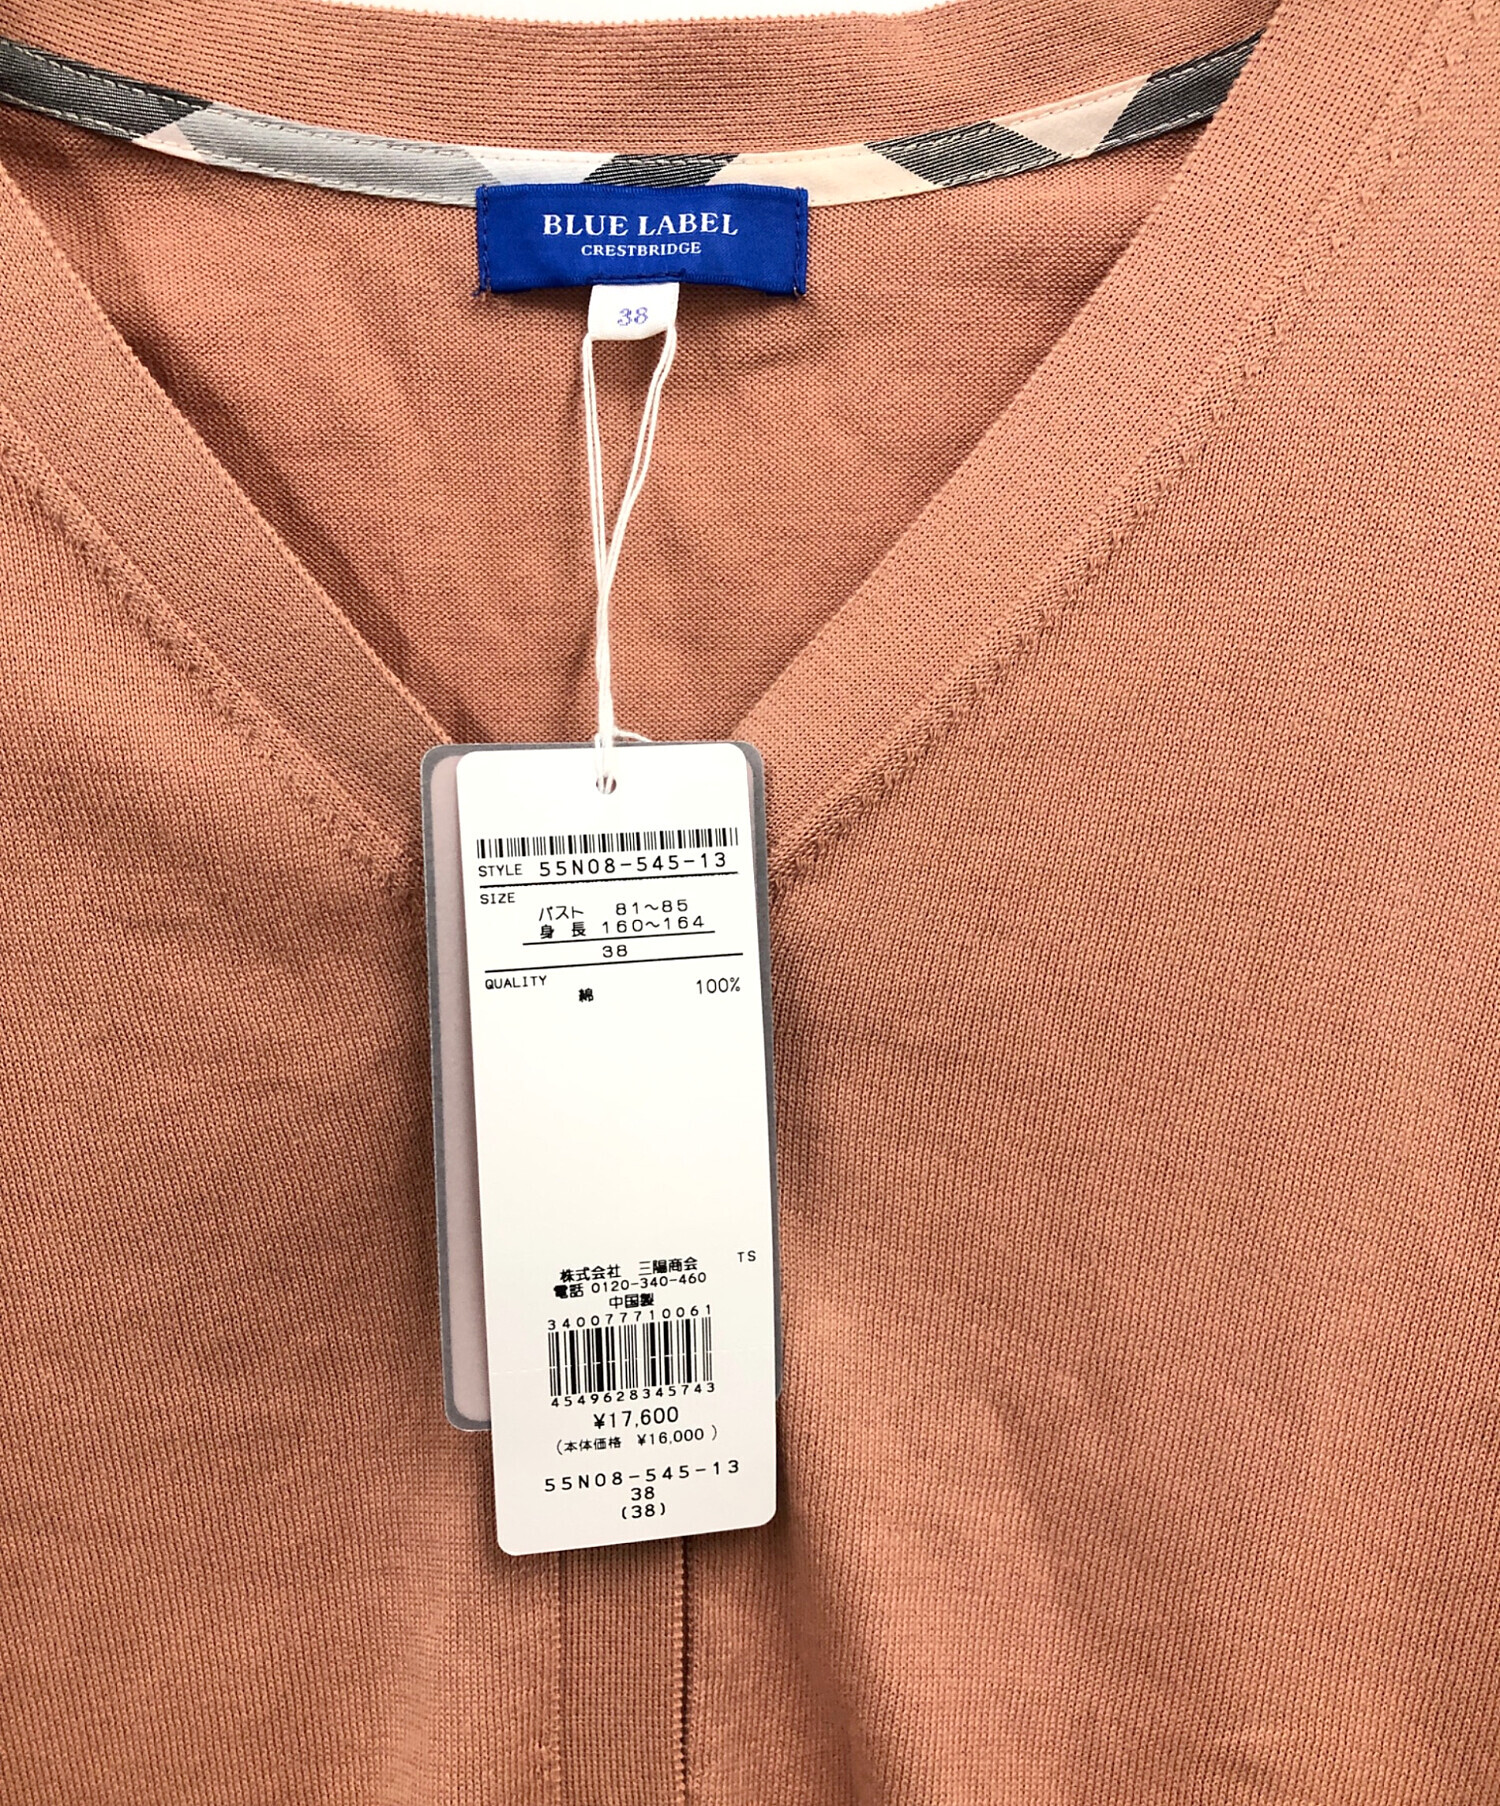 BLUE LABEL
CRESTBRIDGE
38
STYLE 55N08-545-13
SIZE
バスト 81〜85
身長 160〜164
38
QUALITY
綿 100%
TS
株式会社 三陽商会
電話 0120-340-460
中国製
340077710061
4549628345743
¥17,600
(本体価格 ¥16,000)
55N08-545-13
38
(38)